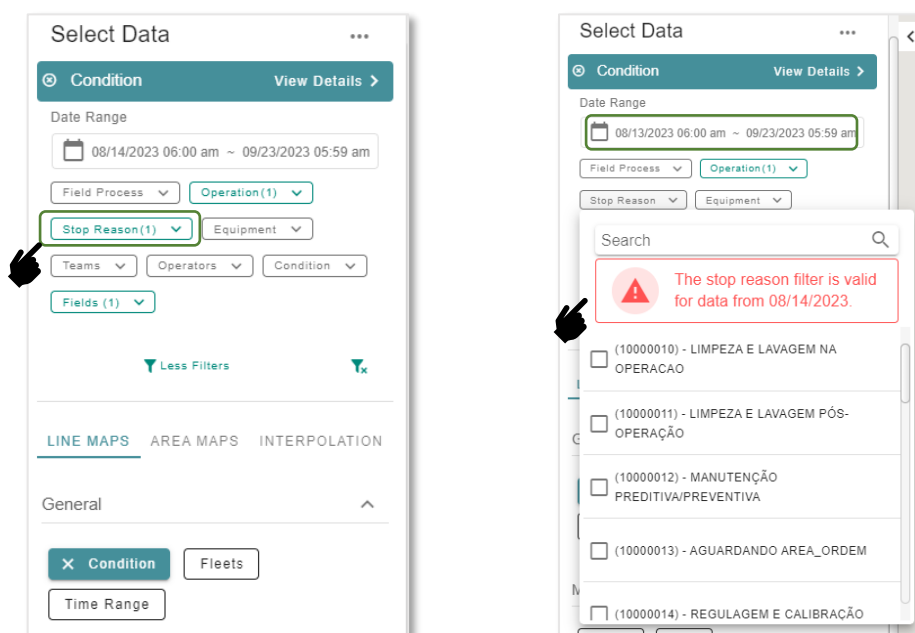 Select Data
Condition View Details
Date Range
08/14/2023 06:00 am ~ 09/23/2023 05:59 am
Field Process Operation(1)
Stop Reason(1) Equipment
Teams Operators Condition
Fields (1)
Less Filters
LINE MAPS AREA MAPS INTERPOLATION
General
Condition Fleets
Time Range
Select Data
Condition View Details
Date Range
08/13/2023 06:00 am ~ 09/23/2023 05:59 am
Field Process Operation(1)
Stop Reason Equipment
Search
The stop reason filter is valid
for data from 08/14/2023.
(10000010) - LIMPEZA E LAVAGEM NA
OPERACAO
(10000011) - LIMPEZA E LAVAGEM PÓS-
OPERAÇÃO
(10000012) - MANUTENÇÃO
PREDITIVA/PREVENTIVA
(10000013) - AGUARDANDO AREA_ORDEM
(10000014) - REGULAGEM E CALIBRAÇÃO